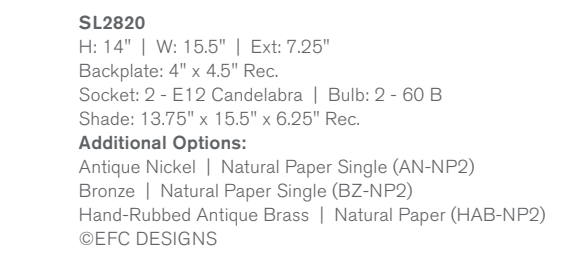 SL2820
H: 14" | W: 15.5" | Ext: 7.25"
Backplate: 4" x 4.5" Rec.
Socket: 2 - E12 Candelabra | Bulb: 2 - 60 B
Shade: 13.75" x 15.5" x 6.25" Rec.
Additional Options:
Antique Nickel | Natural Paper Single (AN-NP2)
Bronze | Natural Paper Single (BZ-NP2)
Hand-Rubbed Antique Brass | Natural Paper (HAB-NP2)
©EFC DESIGNS